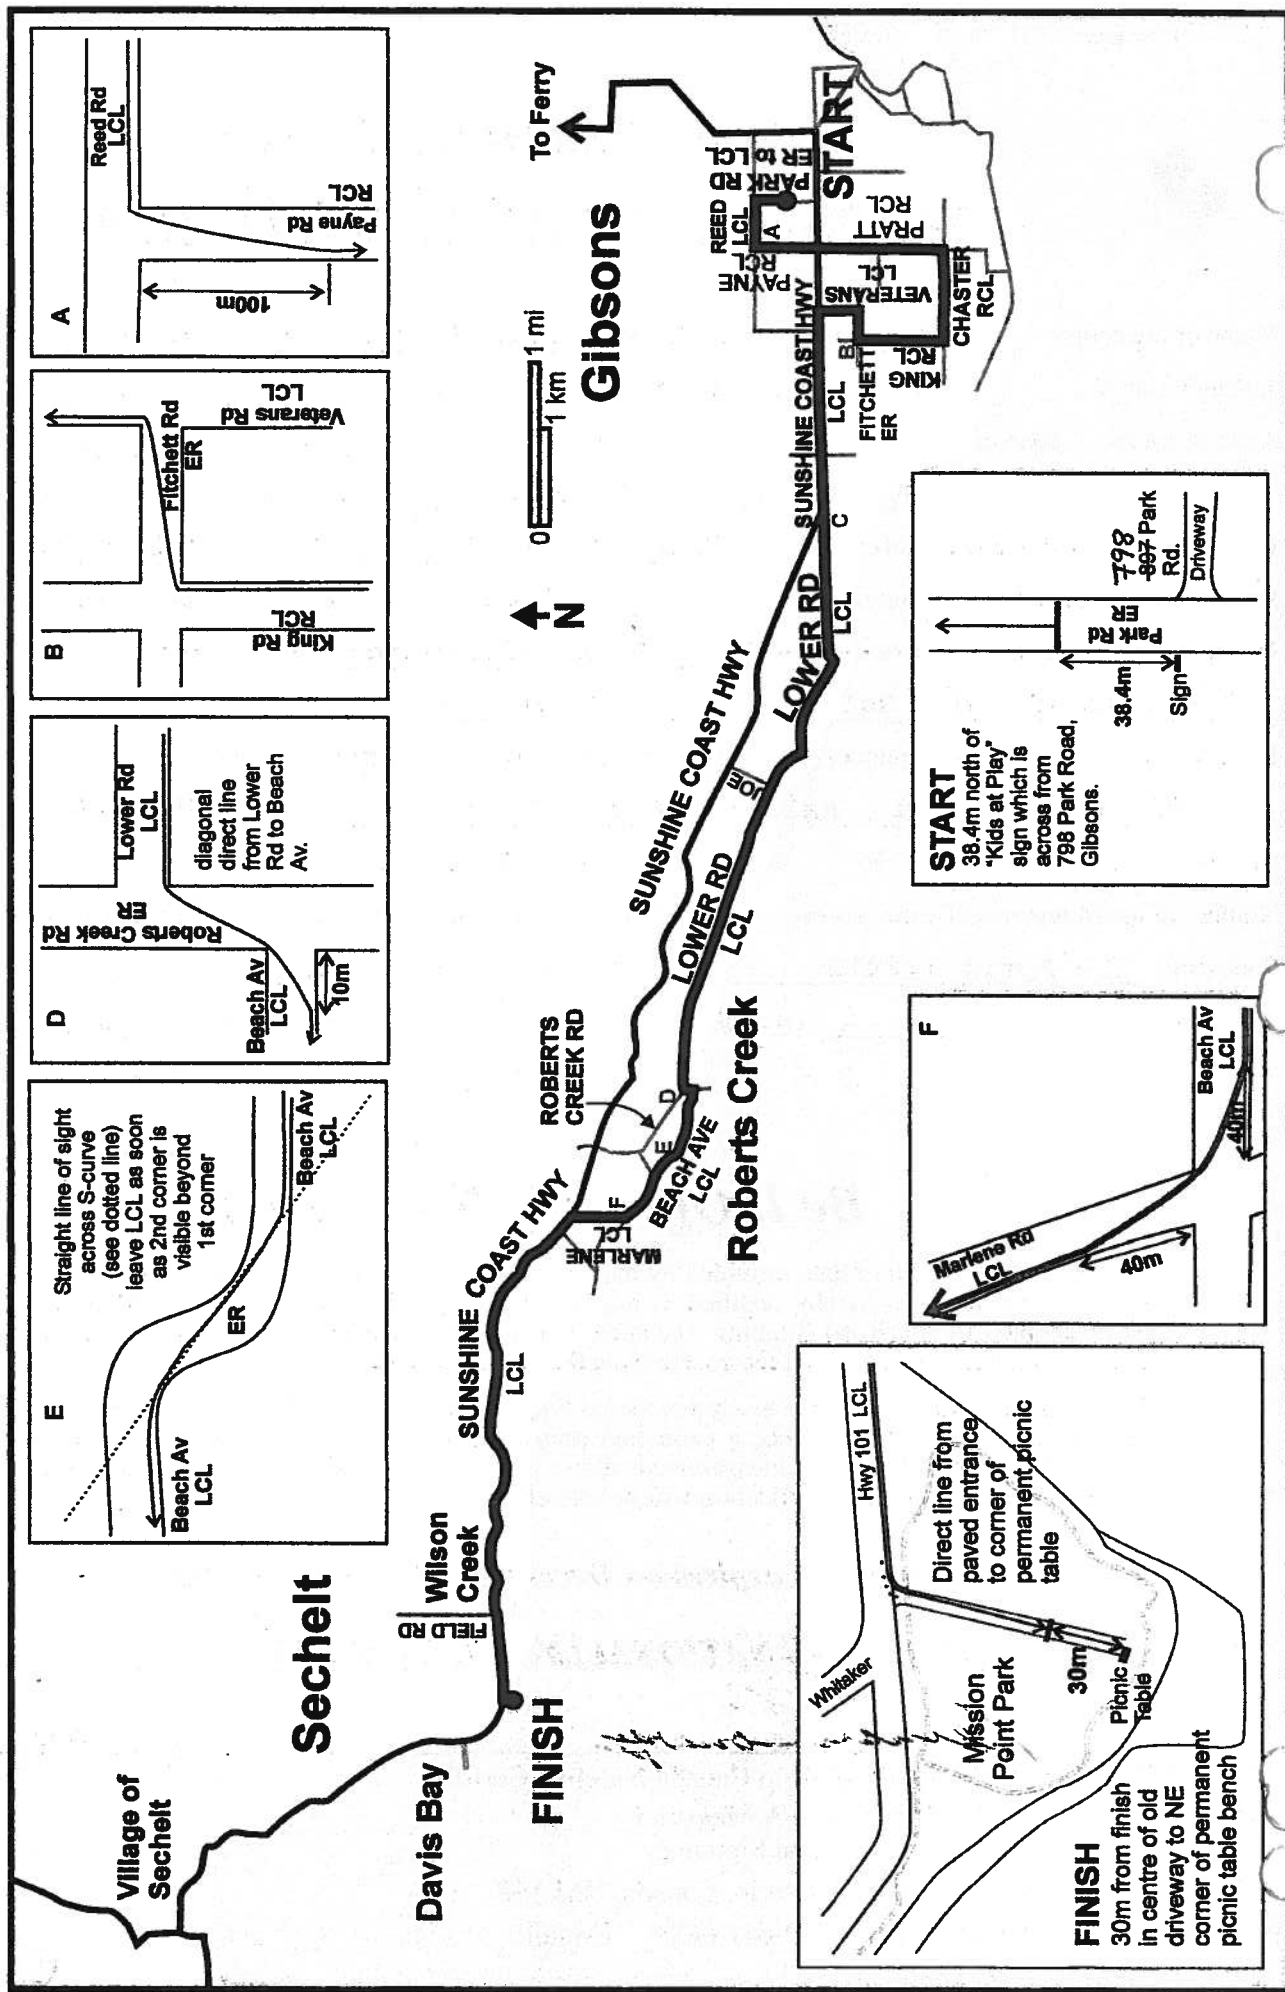 E
Straight line of sight
across S-curve
(see dotted line)
leave LCL as soon
as 2nd corner is
visible beyond
1st corner
ER
Beach Av
LCL
Beach Av
LCL
D
Lower Rd
LCL
Roberts Creek Rd
ER
Beach Av
LCL
10m
diagonal
direct line
from Lower
Rd to Beach
Av.
B
King Rd
RCL
Fitchett Rd
ER
Veterans Rd
LCL
A
Reed Rd
LCL
100m
Payne Rd
RCL
Village of
Sechelt
Sechelt
Davis Bay
FINISH
FIELD RD
Wilson
Creek
SUNSHINE COAST HWY
LCL
MARLENE
LCL
F
E
D
BEACH AVE
LCL
ROBERTS
CREEK RD
Roberts Creek
SUNSHINE COAST HWY
LOWER RD
LCL
JOE
LOWER RD
LCL
N
0 1 km
1 mi
C
SUNSHINE COAST HWY
LCL
Gibsons
To Ferry
B
FITCHETT
ER
KING
RCL
VETERANS
LCL
CHASTER
RCL
PAYNE
RCL
REED
LCL
A
PARK RD
ER to LCL
PRATT
RCL
START
FINISH
30m from finish
in centre of old
driveway to NE
corner of permanent
picnic table bench
Whitaker
Hwy 101 LCL
Mission
Point Park
30m
Picnic
Table
Direct line from
paved entrance
to corner of
permanent picnic
table
F
Marlene Rd
LCL
40m
Beach Av
LCL
40m
START
38.4m north of
"Kids at Play"
sign which is
across from
798 Park Road,
Gibsons.
38.4m
Sign
Park Rd
ER
798
897 Park
Rd.
Driveway